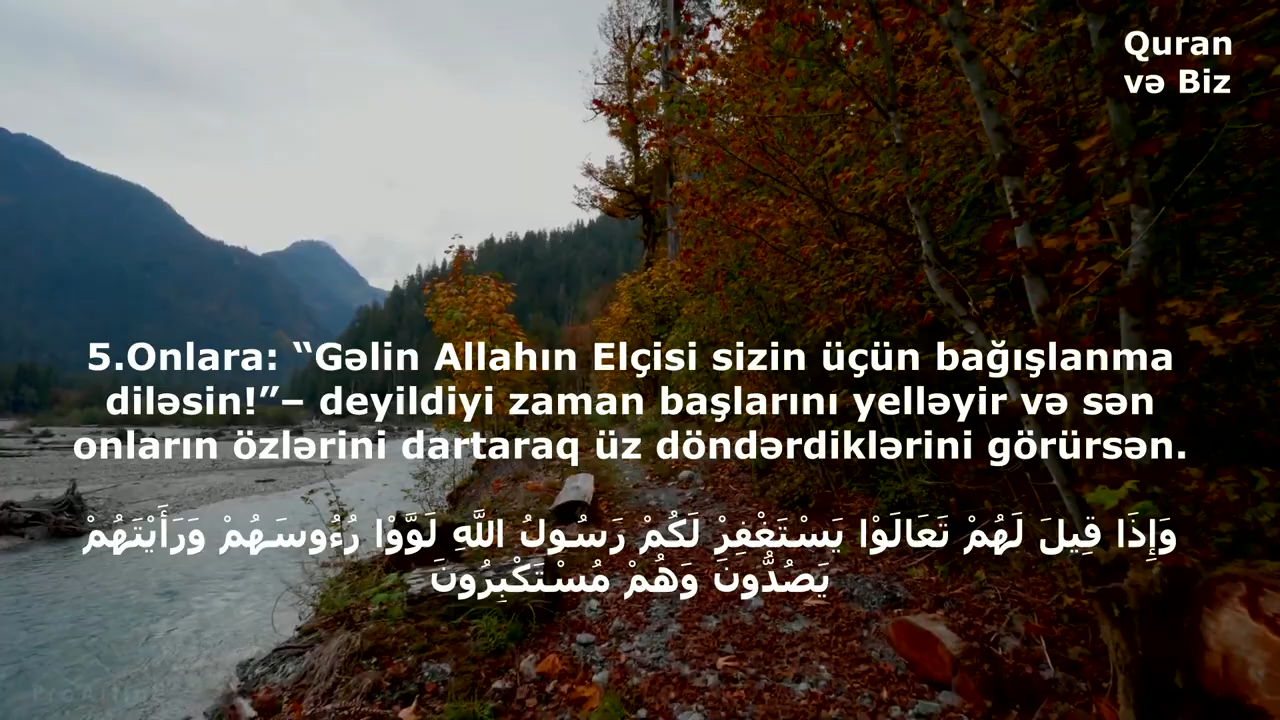 Quran
və Biz
5.Onlara: “Gəlin Allahın Elçisi sizin üçün bağışlanma
diləsin!”– deyildiyi zaman başlarını yelləyir və sən
onların özlərini dartaraq üz döndərdiklərini görürsən.
وَإِذَا قِيلَ لَهُمْ تَعَالَوْا يَسْتَغْفِرْ لَكُمْ رَسُولُ اللَّهِ لَوَّوْا رُءُوسَهُمْ وَرَأَيْتَهُمْ
يَصُدُّونَ وَهُمْ مُسْتَكْبِرُونَ